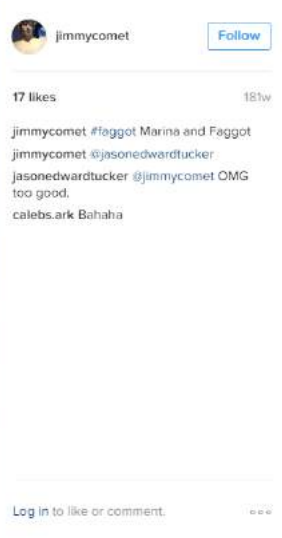 jimmycomet
Follow
17 likes
181w
jimmycomet #faggot Marina and Faggot
jimmycomet @jasonedwardtucker
jasonedwardtucker @jimmycomet OMG
too good.
calebs.ark Bahaha
Log in to like or comment.